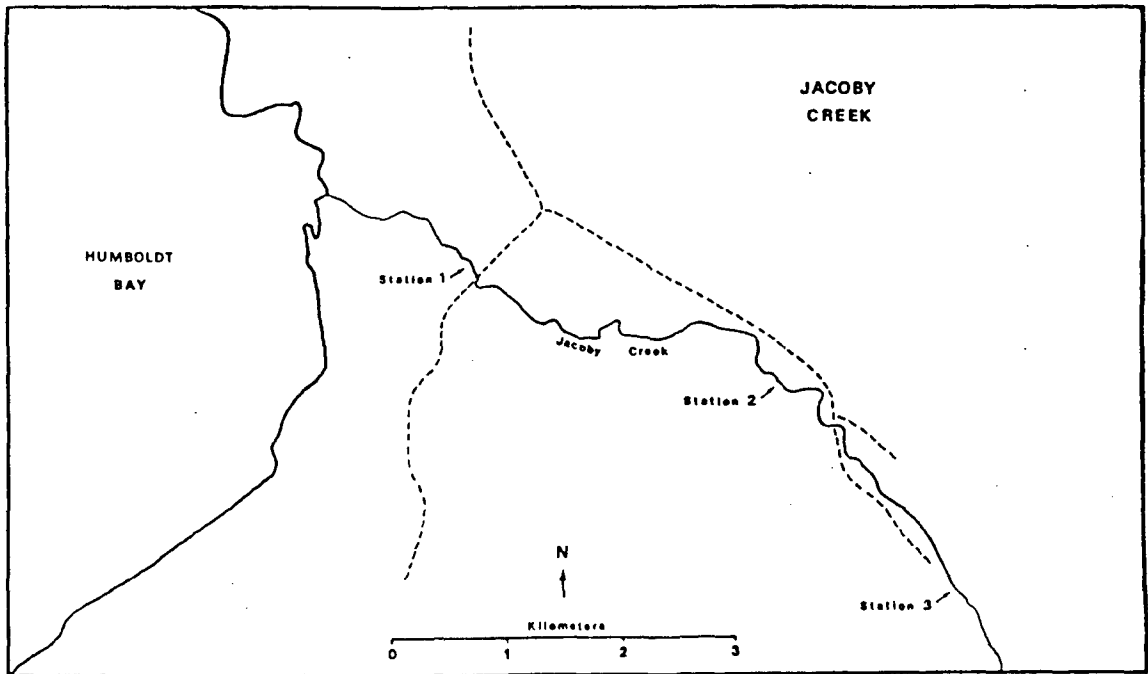 JACOBY
CREEK
HUMBOLDT
BAY
Station 1
Jacoby Creek
Station 2
Station 3
N
Kilometers
0 1 2 3